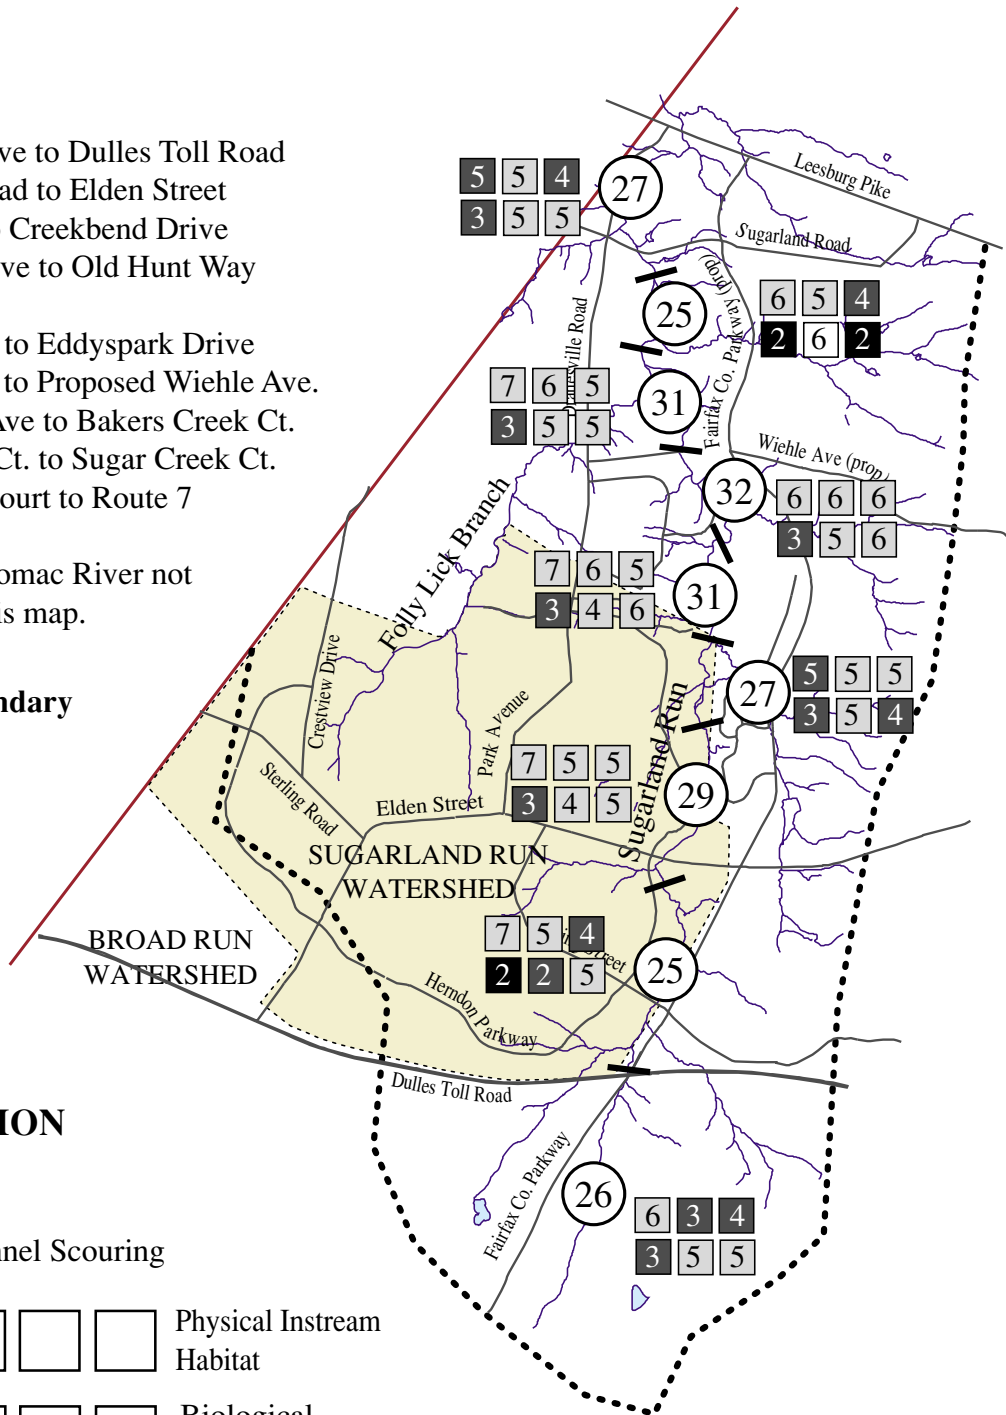 ve to Dulles Toll Road
ad to Elden Street
Creekbend Drive
ve to Old Hunt Way
to Eddyspark Drive
to Proposed Wiehle Ave.
Ave to Bakers Creek Ct.
Ct. to Sugar Creek Ct.
ourt to Route 7
omac River not
is map.
ndary
Leesburg Pike
27
5 5 4
3 5 5
Sugarland Road
25
6 5 4
2 6 2
Fairfax Co. Parkway (prop)
Dranesville Road
31
7 6 5
3 5 5
Wiehle Ave (prop)
32
6 6 6
3 5 6
Folly Lick Branch
31
7 6 5
3 4 6
Crestview Drive
27
5 5 5
3 5 4
Park Avenue
Sugarland Run
29
7 5 5
3 4 5
Sterling Road
Elden Street
SUGARLAND RUN
WATERSHED
BROAD RUN
WATERSHED
7 5 4
2 2 5
Street
25
Herndon Parkway
Dulles Toll Road
Fairfax Co. Parkway
26
6 3 4
3 5 5
ION
nnel Scouring
Physical Instream
Habitat
Biological